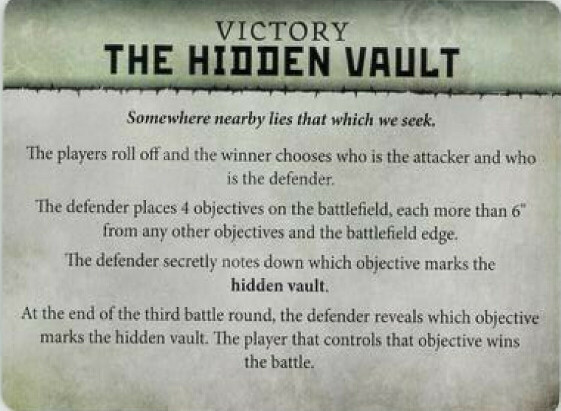 VICTORY
THE HIDDEN VAULT
Somewhere nearby lies that which we seek.
The players roll off and the winner chooses who is the attacker and who
is the defender.
The defender places 4 objectives on the battlefield, each more than 6"
from any other objectives and the battlefield edge.
The defender secretly notes down which objective marks the
hidden vault.
At the end of the third battle round, the defender reveals which objective
marks the hidden vault. The player that controls that objective wins
the battle.